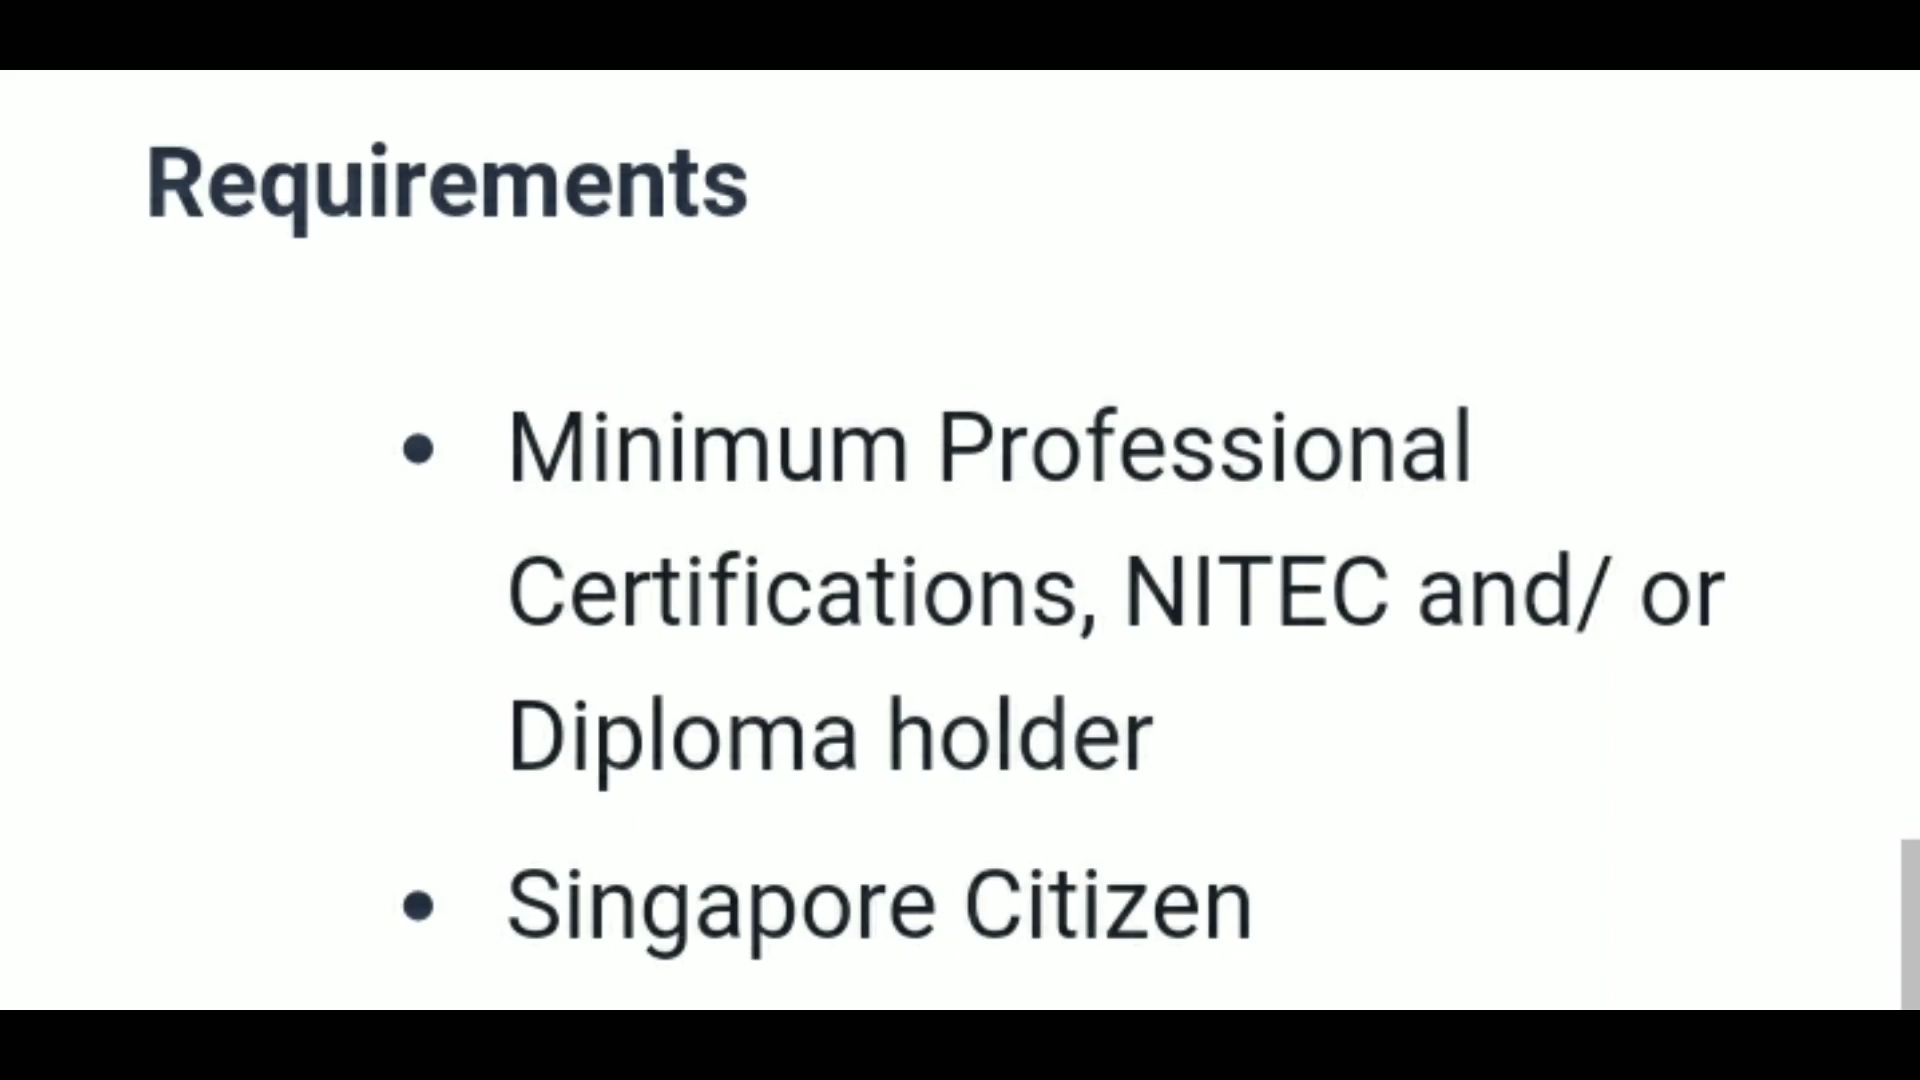 Requirements
• Minimum Professional
Certifications, NITEC and/ or
Diploma holder
• Singapore Citizen